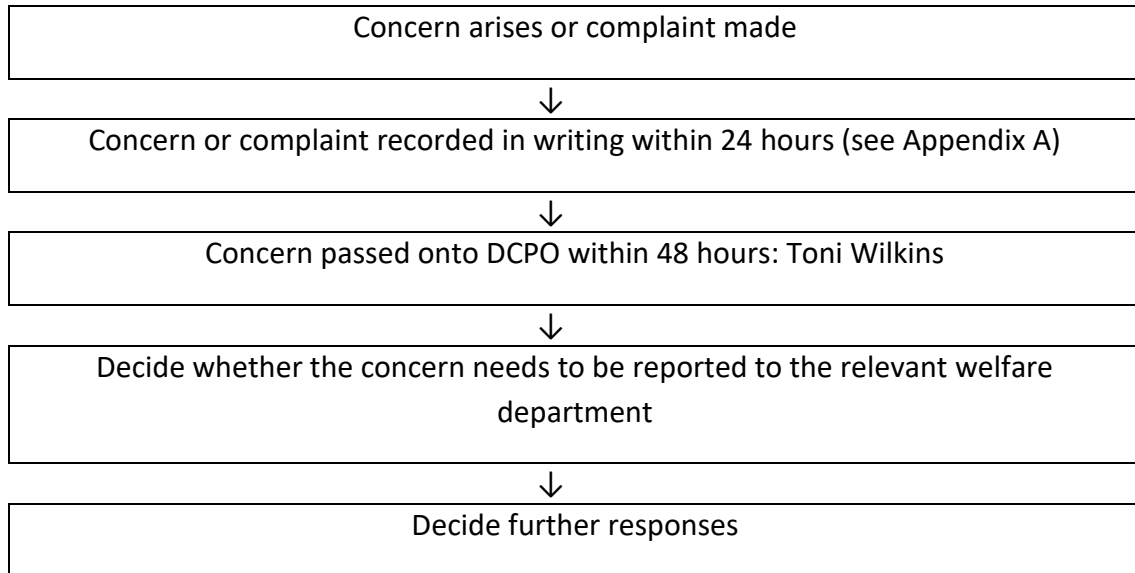 Concern arises or complaint made
↓
Concern or complaint recorded in writing within 24 hours (see Appendix A)
↓
Concern passed onto DCPO within 48 hours: Toni Wilkins
↓
Decide whether the concern needs to be reported to the relevant welfare
department
↓
Decide further responses